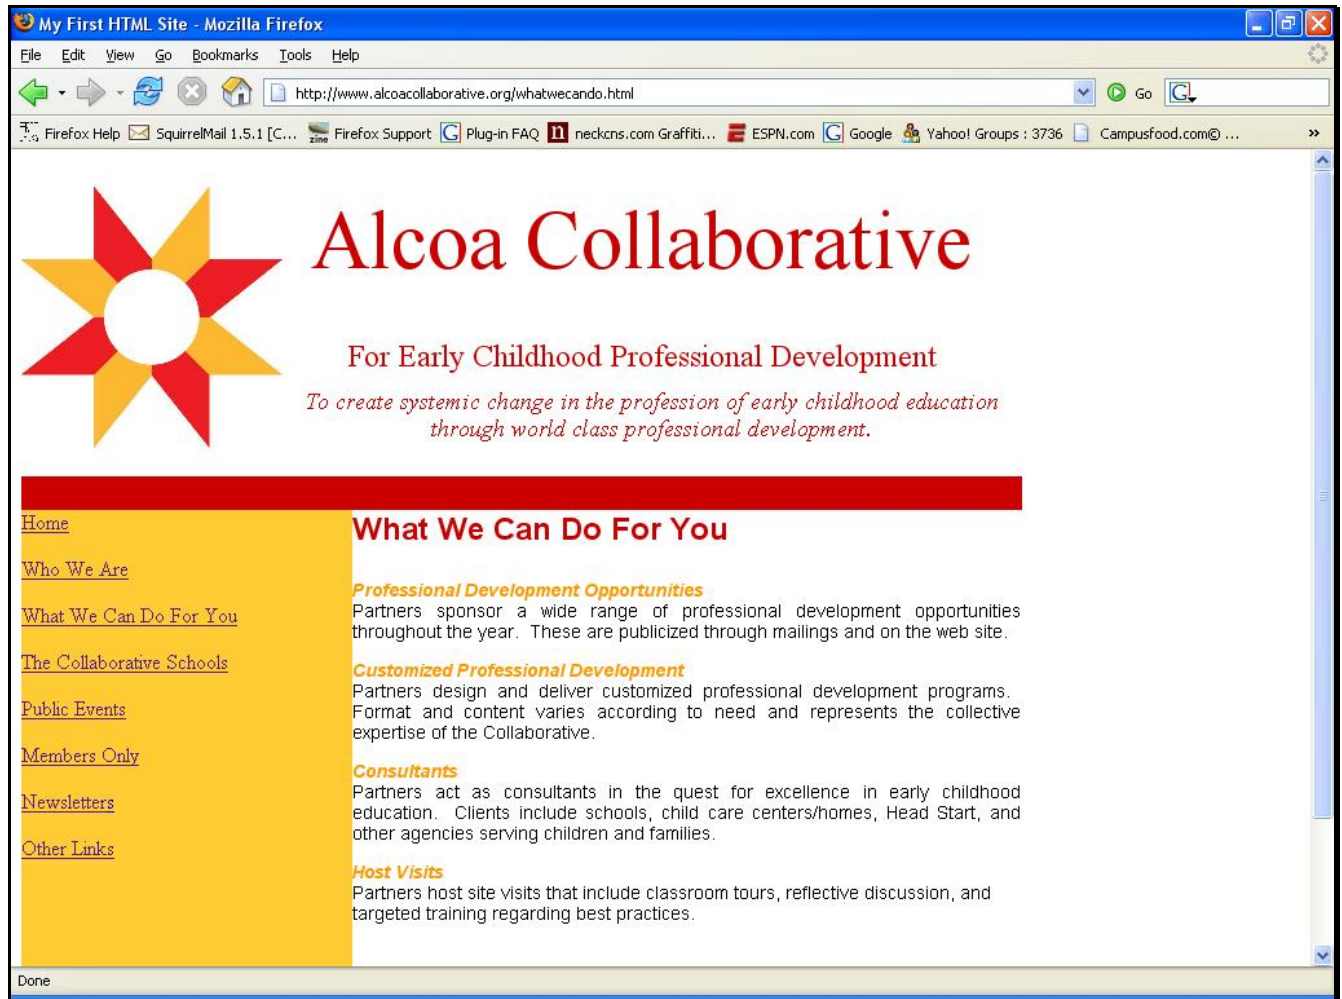 My First HTML Site - Mozilla Firefox
File Edit View Go Bookmarks Tools Help
http://www.alcoacollaborative.org/whatwecando.html Go G
Firefox Help SquirrelMail 1.5.1 [C... zine Firefox Support G Plug-in FAQ n neckcns.com Graffiti... E ESPN.com G Google Yahoo! Groups : 3736 Campusfood.com© ... »
Alcoa Collaborative
For Early Childhood Professional Development
To create systemic change in the profession of early childhood education
through world class professional development.
Home
Who We Are
What We Can Do For You
The Collaborative Schools
Public Events
Members Only
Newsletters
Other Links
What We Can Do For You
Professional Development Opportunities
Partners sponsor a wide range of professional development opportunities
throughout the year. These are publicized through mailings and on the web site.
Customized Professional Development
Partners design and deliver customized professional development programs.
Format and content varies according to need and represents the collective
expertise of the Collaborative.
Consultants
Partners act as consultants in the quest for excellence in early childhood
education. Clients include schools, child care centers/homes, Head Start, and
other agencies serving children and families.
Host Visits
Partners host site visits that include classroom tours, reflective discussion, and
targeted training regarding best practices.
Done